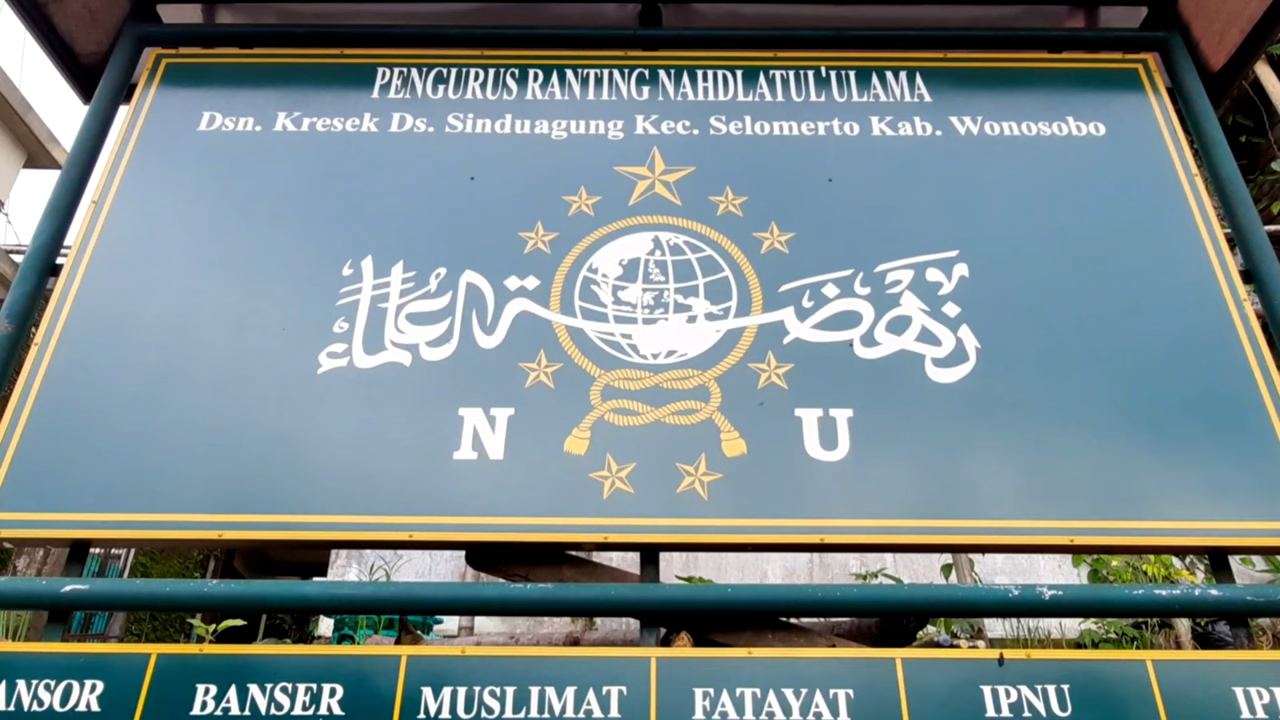 PENGURUS RANTING NAHDLATUL'ULAMA
Dsn. Kresek Ds. Sinduagung Kec. Selomerto Kab. Wonosobo
نهضة العلماء
N U
ANSOR BANSER MUSLIMAT FATAYAT IPNU